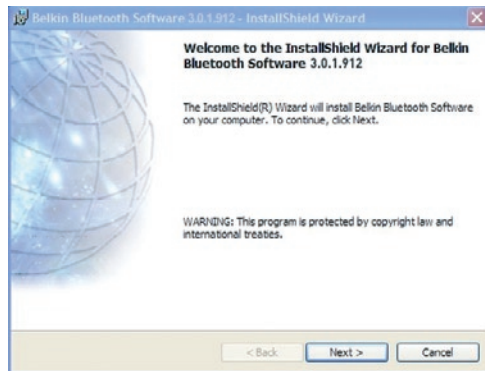 Belkin Bluetooth Software 3.0.1.912 - InstallShield Wizard
Welcome to the InstallShield Wizard for Belkin
Bluetooth Software 3.0.1.912
The InstallShield(R) Wizard will install Belkin Bluetooth Software
on your computer. To continue, click Next.
WARNING: This program is protected by copyright law and
international treaties.
< Back
Next >
Cancel